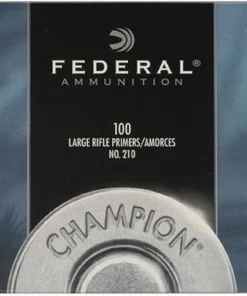 FEDERAL®
AMMUNITION
100
LARGE RIFLE PRIMERS/AMORCES
NO. 210
CHAMPION®